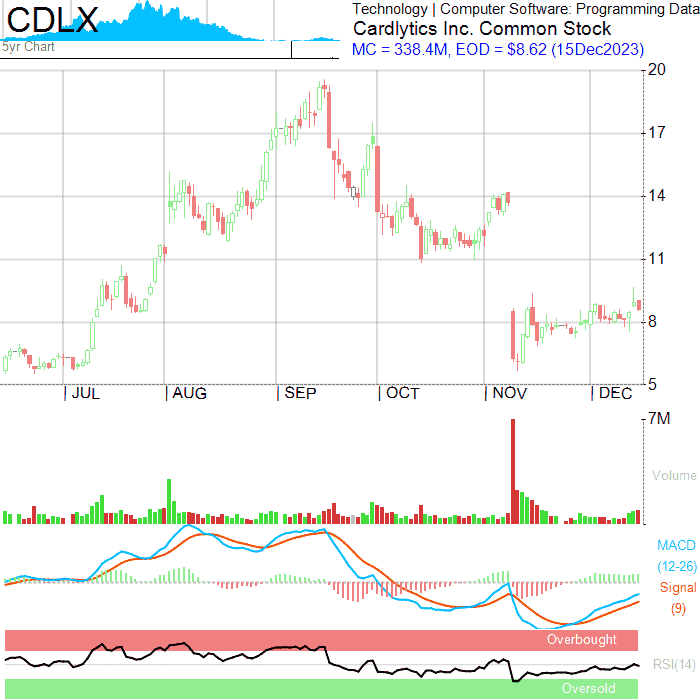 CDLX
5yr Chart
Technology | Computer Software: Programming Data
Cardlytics Inc. Common Stock
MC = 338.4M, EOD = $8.62 (15Dec2023)
20
17
14
11
8
5
JUL AUG SEP OCT NOV DEC
7M
Volume
MACD
(12-26)
Signal
(9)
Overbought
RSI(14)
Oversold